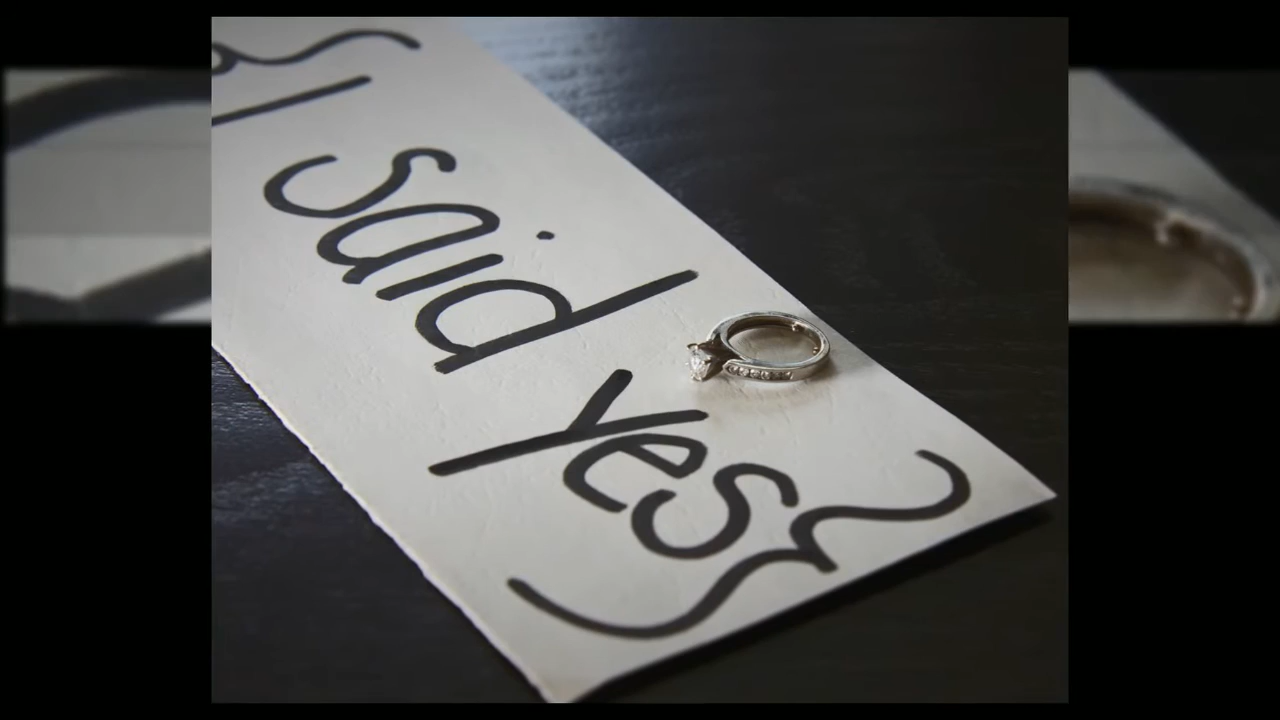 { I said yes }